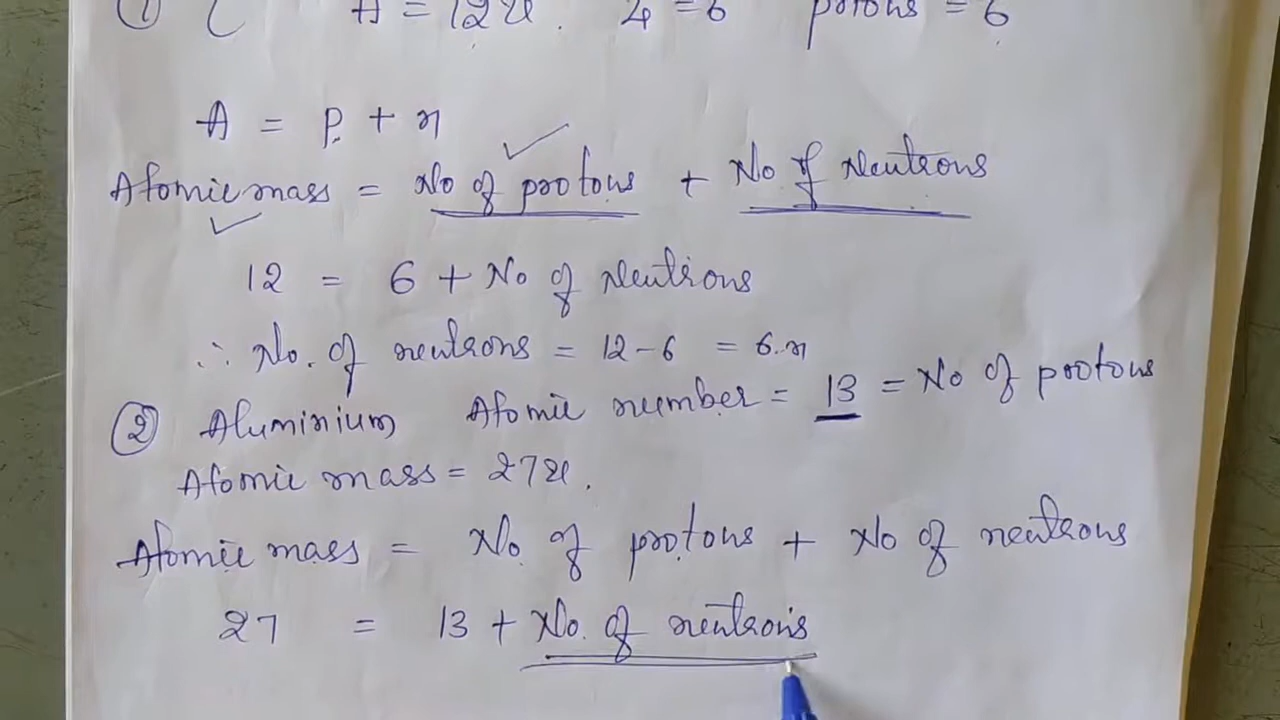 ① C A = 12u. Z = 6 protons = 6
A = P + n
Atomic mass = No of protons + No of Neutrons
12 = 6 + No of Neutrons
∴ No. of neutrons = 12 - 6 = 6.n
② Aluminium Atomic number = 13 = No of protons
Atomic mass = 27u.
Atomic mass = No. of protons + No of neutrons
27 = 13 + No. of neutrons